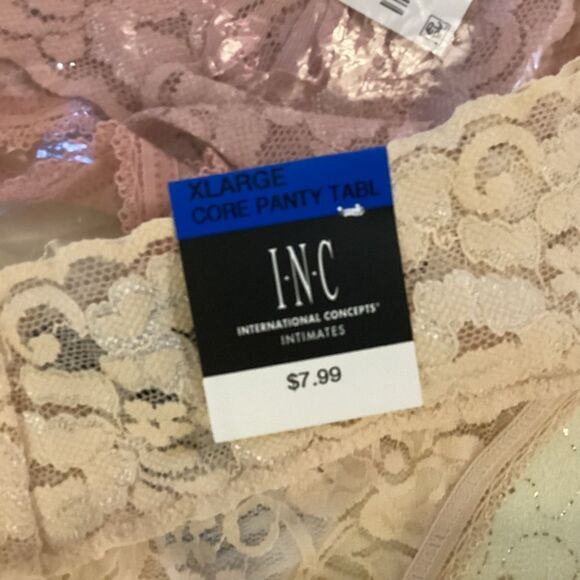 XLARGE
CORE PANTY TABL
I·N·C
INTERNATIONAL CONCEPTS®
INTIMATES
$7.99